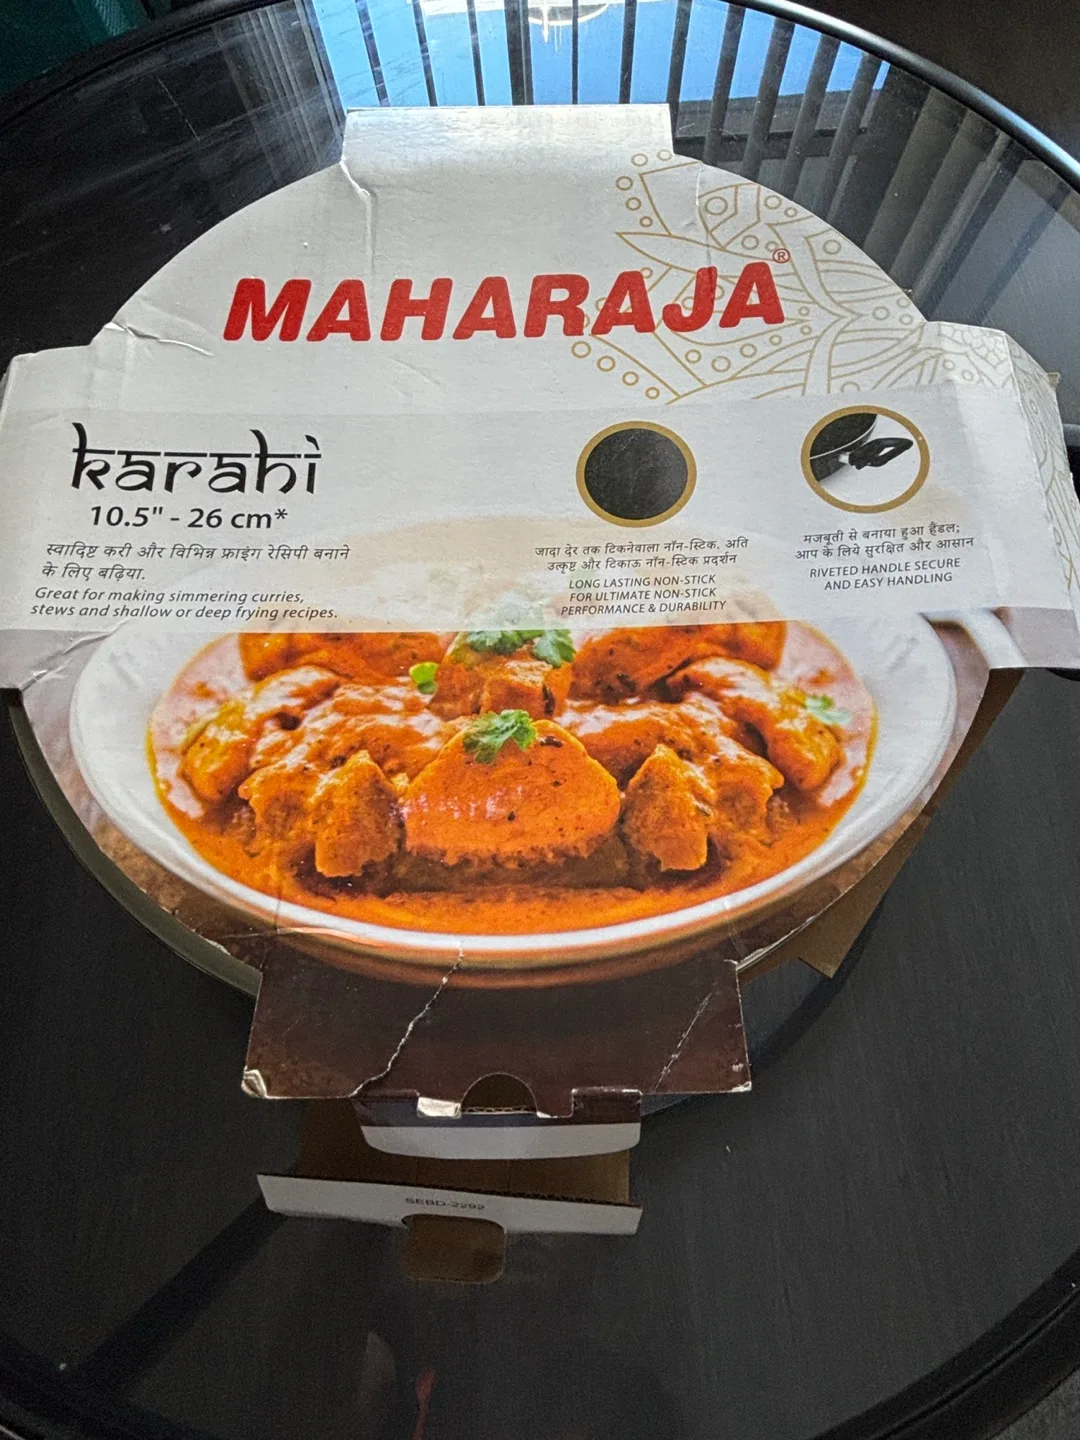 MAHARAJA®
karahi
10.5" - 26 cm*
स्वादिष्ट करी और विभिन्न फ्राइंग रेसिपी बनाने
के लिए बढ़िया.
Great for making simmering curries,
stews and shallow or deep frying recipes.
जादा देर तक टिकनेवाला नॉन-स्टिक. अति
उत्कृष्ट और टिकाऊ नॉन-स्टिक प्रदर्शन
LONG LASTING NON-STICK
FOR ULTIMATE NON-STICK
PERFORMANCE & DURABILITY
मजबूती से बनाया हुआ हैंडल;
आप के लिये सुरक्षित और आसान
RIVETED HANDLE SECURE
AND EASY HANDLING
SEBD-2292